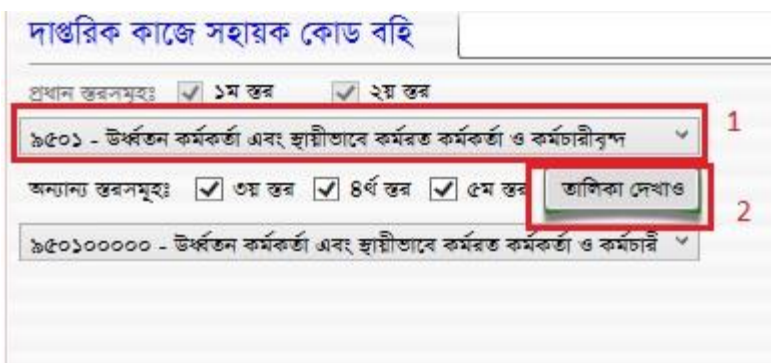 দাপ্তরিক কাজে সহায়ক কোড বহি
প্রধান স্তরসমূহঃ ১ম স্তর ২য় স্তর
৯৫০১ - উর্ধ্বতন কর্মকর্তা এবং স্থায়ীভাবে কর্মরত কর্মকর্তা ও কর্মচারীবৃন্দ 1
অন্যান্য স্তরসমূহঃ ৩য় স্তর ৪র্থ স্তর ৫ম স্তর তালিকা দেখাও 2
৯৫০১০০০০০ - উর্ধ্বতন কর্মকর্তা এবং স্থায়ীভাবে কর্মরত কর্মকর্তা ও কর্মচারী